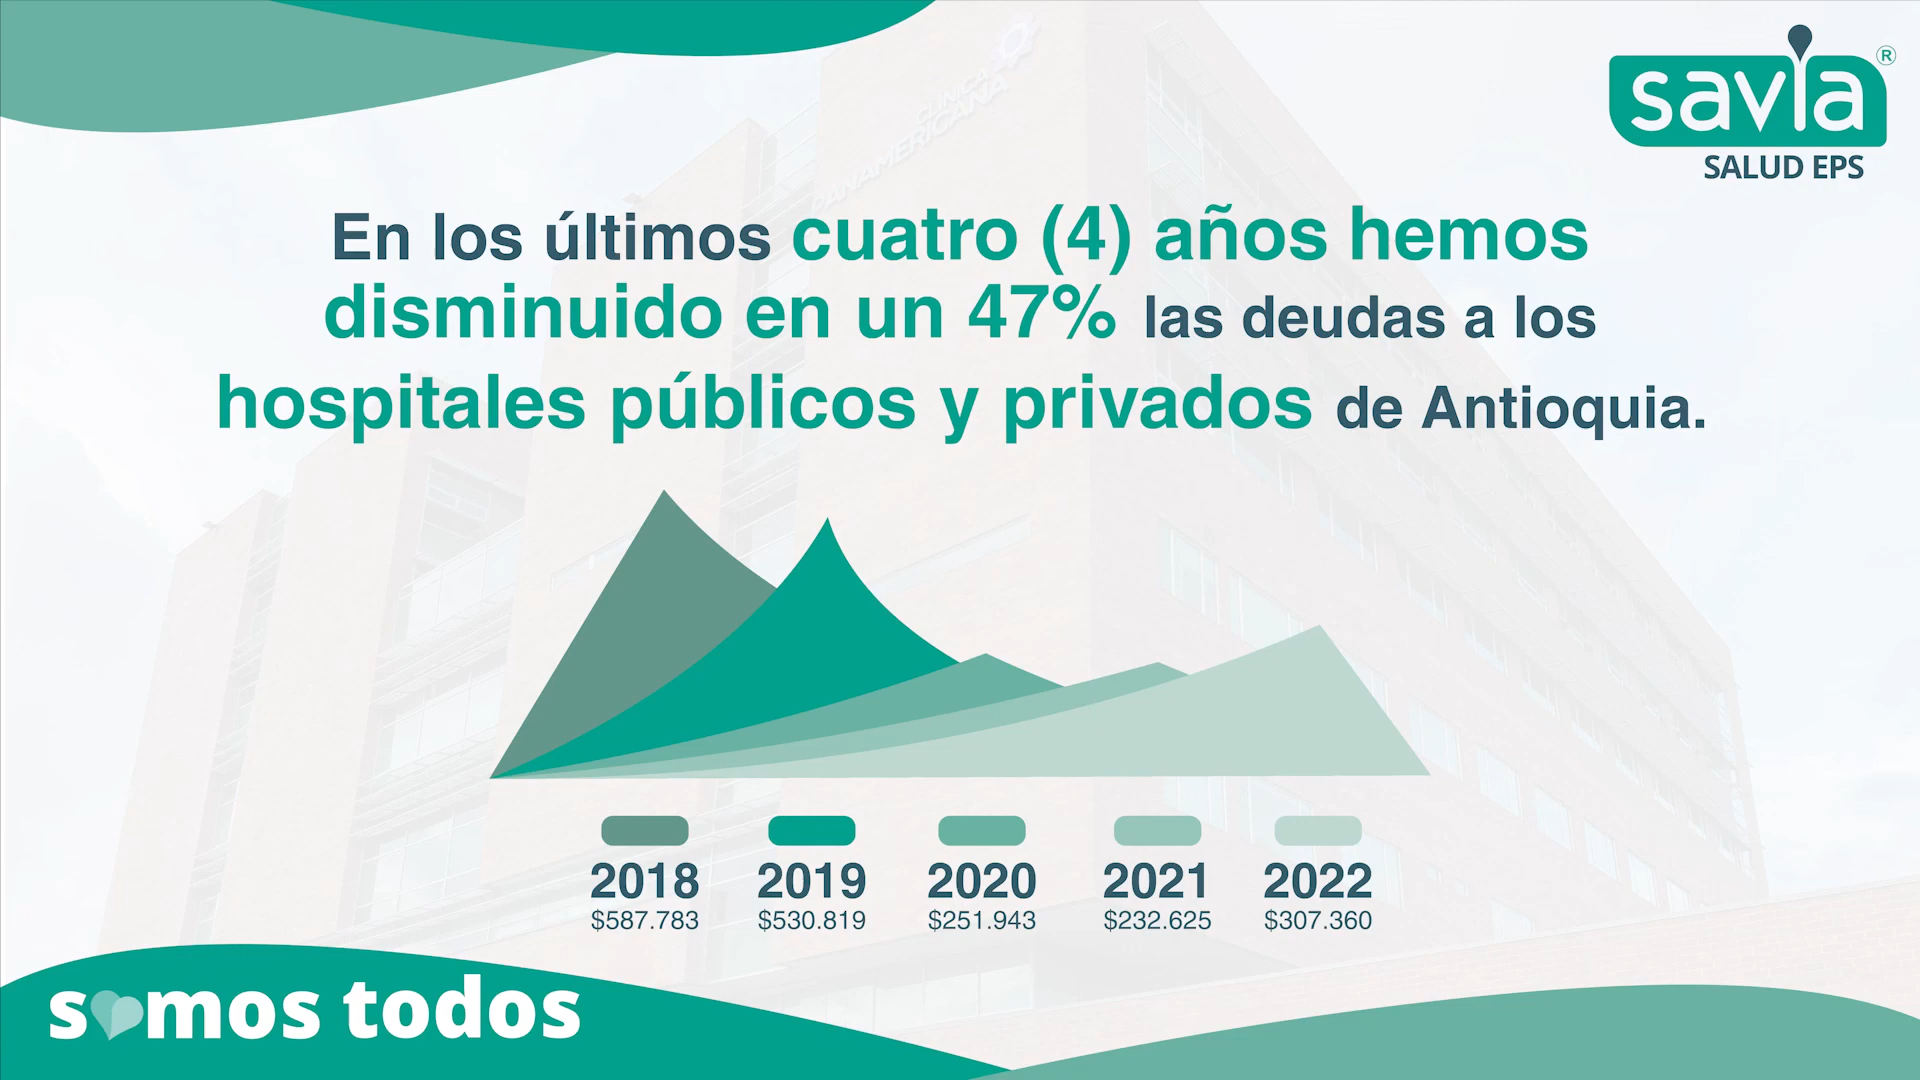 savia®
SALUD EPS
CLÍNICA
PANAMERICANA
En los últimos cuatro (4) años hemos
disminuido en un 47% las deudas a los
hospitales públicos y privados de Antioquia.
2018 2019 2020 2021 2022
$587.783 $530.819 $251.943 $232.625 $307.360
somos todos